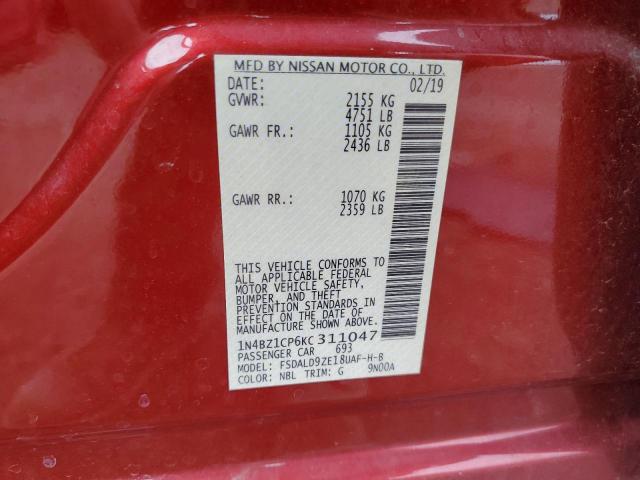 MFD BY NISSAN MOTOR CO., LTD.
DATE: 02/19
GVWR: 2155 KG
4751 LB
GAWR FR.: 1105 KG
2436 LB
GAWR RR.: 1070 KG
2359 LB
THIS VEHICLE CONFORMS TO
ALL APPLICABLE FEDERAL
MOTOR VEHICLE SAFETY,
BUMPER, AND THEFT
PREVENTION STANDARDS IN
EFFECT ON THE DATE OF
MANUFACTURE SHOWN ABOVE.
1N4BZ1CP6KC311047
PASSENGER CAR 693
MODEL: FSDALD9ZE18UAF-H-B
COLOR: NBL TRIM: G 9N00A